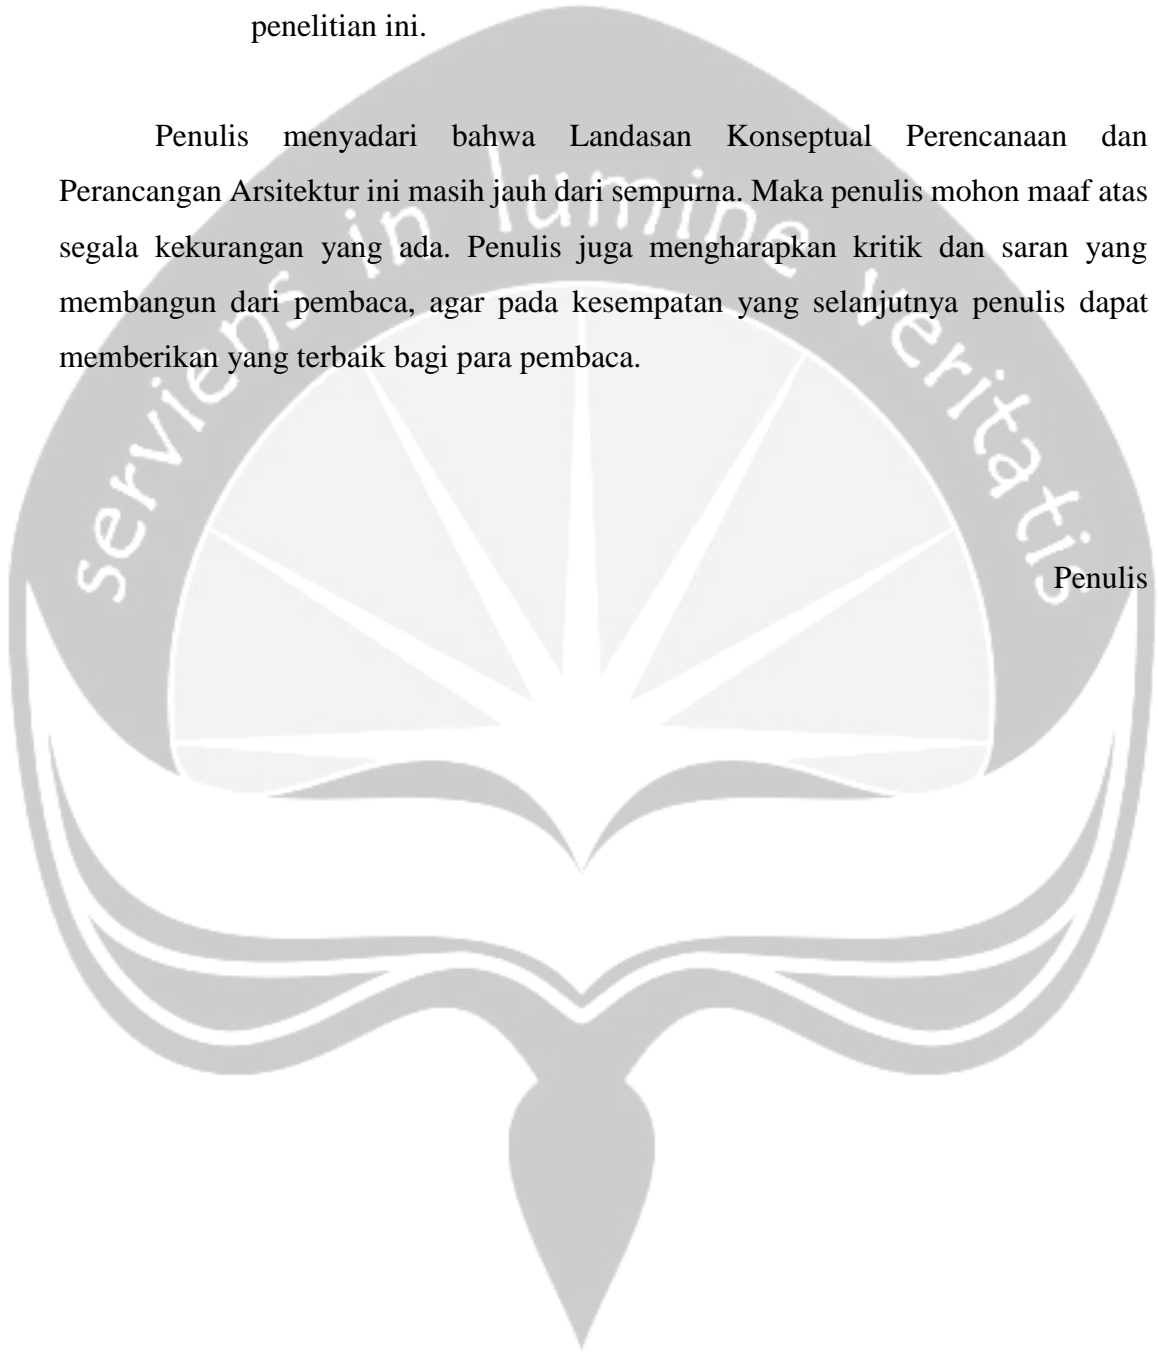 penelitian ini.
Penulis menyadari bahwa Landasan Konseptual Perencanaan dan
Perancangan Arsitektur ini masih jauh dari sempurna. Maka penulis mohon maaf atas
segala kekurangan yang ada. Penulis juga mengharapkan kritik dan saran yang
membangun dari pembaca, agar pada kesempatan yang selanjutnya penulis dapat
memberikan yang terbaik bagi para pembaca.
Penulis
serviens in lumine veritatis